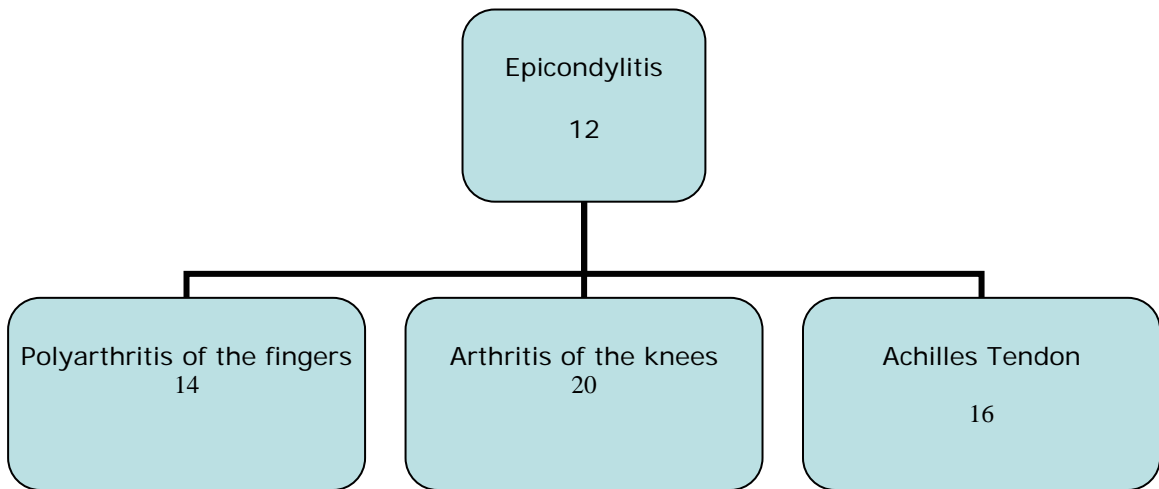 Epicondylitis
12
Polyarthritis of the fingers
14
Arthritis of the knees
20
Achilles Tendon
16